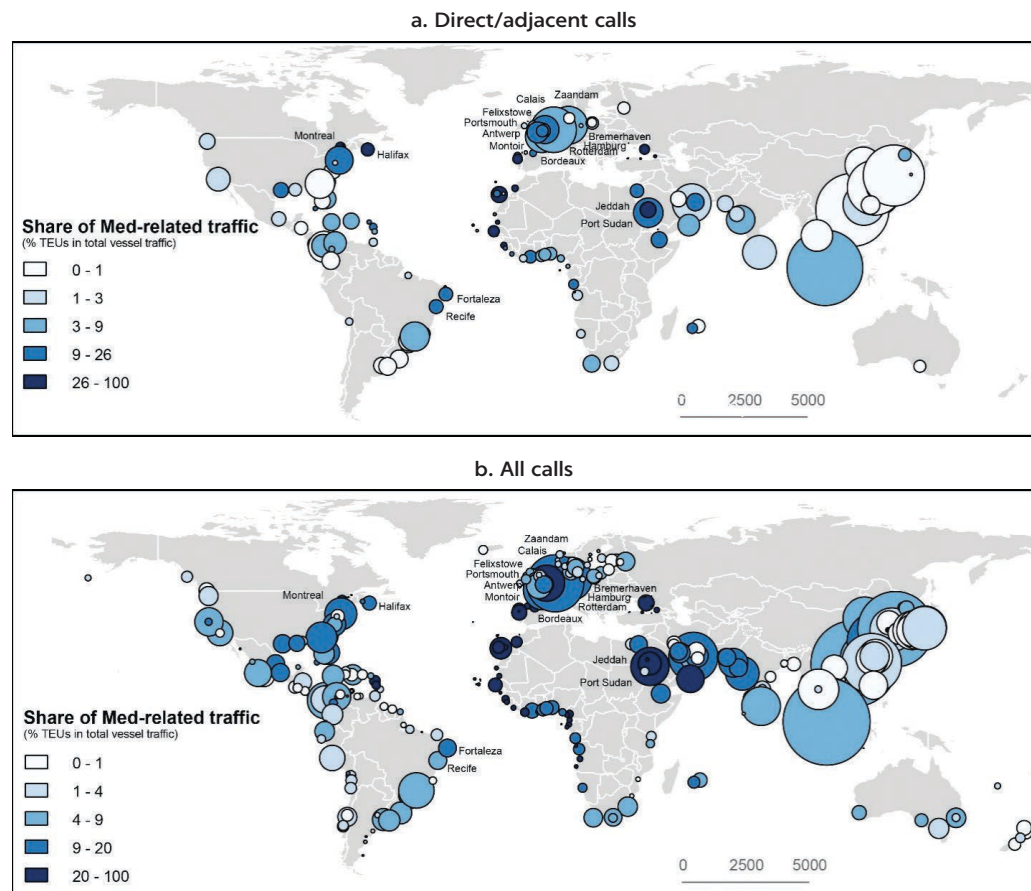 a. Direct/adjacent calls
Calais
Zaandam
Felixstowe
Portsmouth
Antwerp
Montoir
Bremerhaven
Hamburg
Rotterdam
Bordeaux
Montreal
Halifax
Jeddah
Port Sudan
Fortaleza
Recife
Share of Med-related traffic
(% TEUs in total vessel traffic)
0 - 1
1 - 3
3 - 9
9 - 26
26 - 100
0 2500 5000
b. All calls
Zaandam
Calais
Felixstowe
Portsmouth
Antwerp
Montoir
Bremerhaven
Hamburg
Rotterdam
Bordeaux
Montreal
Halifax
Jeddah
Port Sudan
Fortaleza
Recife
Share of Med-related traffic
(% TEUs in total vessel traffic)
0 - 1
1 - 4
4 - 9
9 - 20
20 - 100
0 2500 5000